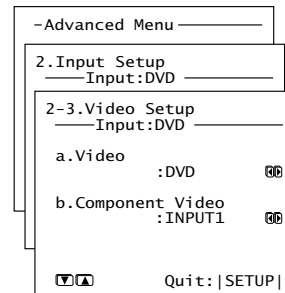 -Advanced Menu
2.Input Setup
Input:DVD
2-3.Video Setup
Input:DVD
a.Video
:DVD
b.Component Video
:INPUT1
Quit:|SETUP|